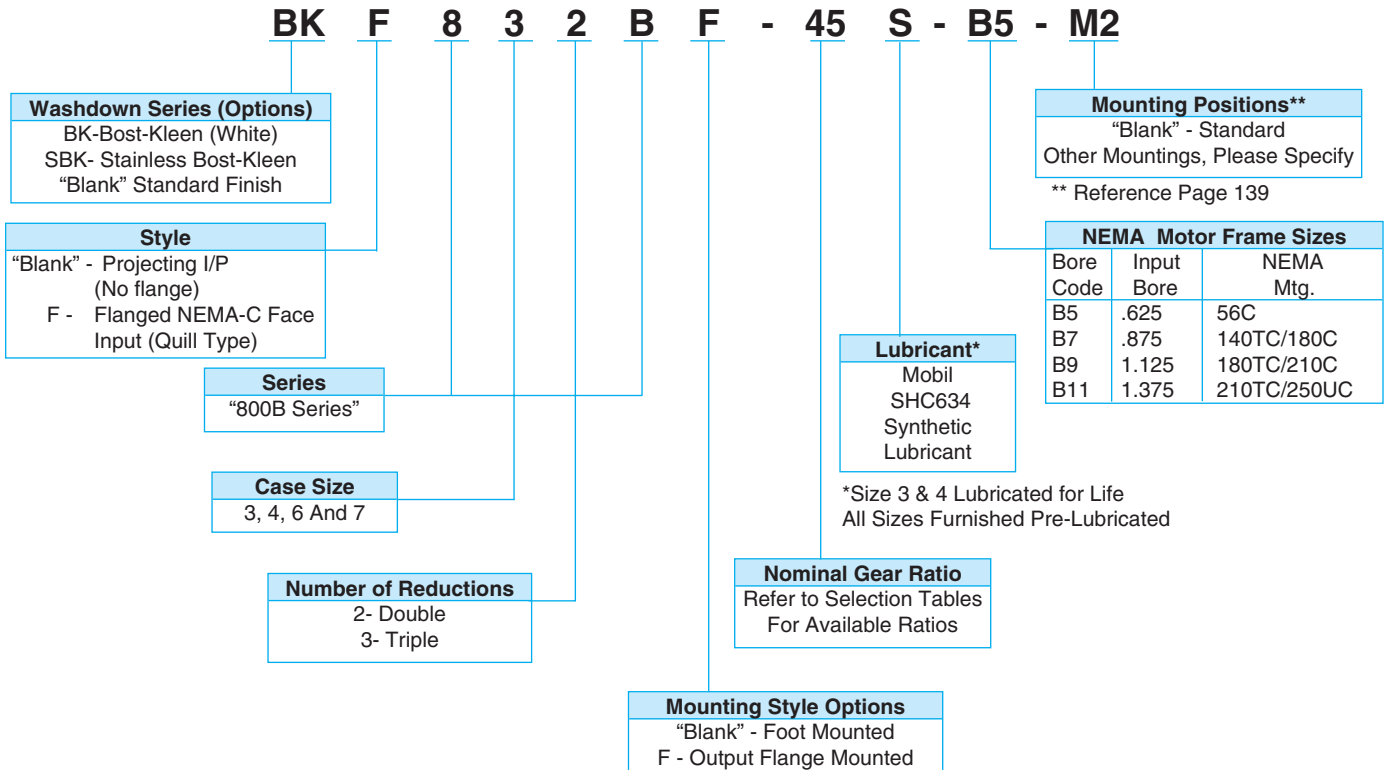 BK F 8 3 2 B F - 45 S - B5 - M2
Washdown Series (Options)
BK-Bost-Kleen (White)
SBK- Stainless Bost-Kleen
"Blank" Standard Finish
Style
"Blank" - Projecting I/P
(No flange)
F - Flanged NEMA-C Face
Input (Quill Type)
Series
"800B Series"
Case Size
3, 4, 6 And 7
Number of Reductions
2- Double
3- Triple
Mounting Style Options
"Blank" - Foot Mounted
F - Output Flange Mounted
Nominal Gear Ratio
Refer to Selection Tables
For Available Ratios
Lubricant*
Mobil
SHC634
Synthetic
Lubricant
*Size 3 & 4 Lubricated for Life
All Sizes Furnished Pre-Lubricated
Mounting Positions**
"Blank" - Standard
Other Mountings, Please Specify
** Reference Page 139
NEMA Motor Frame Sizes
Bore Input NEMA
Code Bore Mtg.
B5 .625 56C
B7 .875 140TC/180C
B9 1.125 180TC/210C
B11 1.375 210TC/250UC